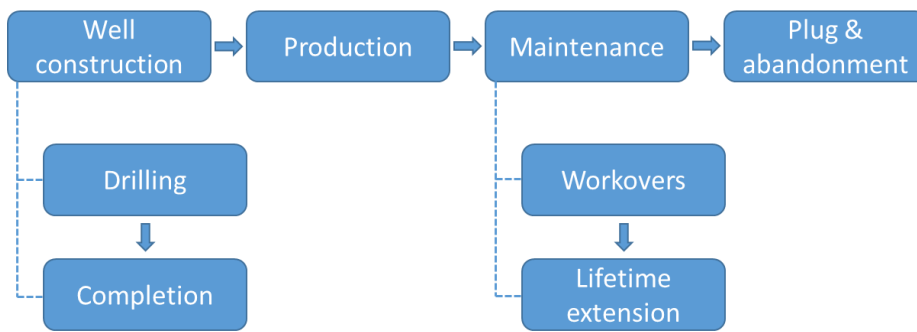 Well
construction
Production
Maintenance
Plug &
abandonment
Drilling
Workovers
Completion
Lifetime
extension